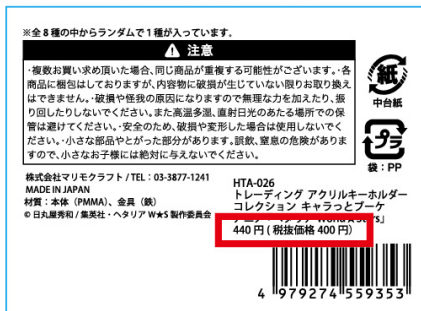 ※全8種の中からランダムで1種が入っています。
⚠ 注意
・複数お買い求め頂いた場合、同じ商品が重複する可能性がございます。・各
商品に梱包はしておりますが、内容物に破損が生じていない限りお取り換え
はできません。・破損や怪我の原因になりますので無理な力を加えたり、振
り回したりしないでください。また高温多湿、直射日光のあたる場所での保
管は避けてください。・安全のため、破損や変形した場合は使用しないでく
ださい。・小さな部品やとがった部分があります。誤飲、窒息の危険がありま
すので、小さなお子様には絶対に与えないでください。
紙
中台紙
プラ
袋：PP
株式会社マリモクラフト / TEL：03-3877-1241
MADE IN JAPAN
材質：本体（PMMA）、金具（鉄）
© 日丸屋秀和 / 集英社・ヘタリア W★S 製作委員会
HTA-026
トレーディング アクリルキーホルダー
コレクション キャラっとブーケ
440円(税抜価格400円)
4 979274 559353